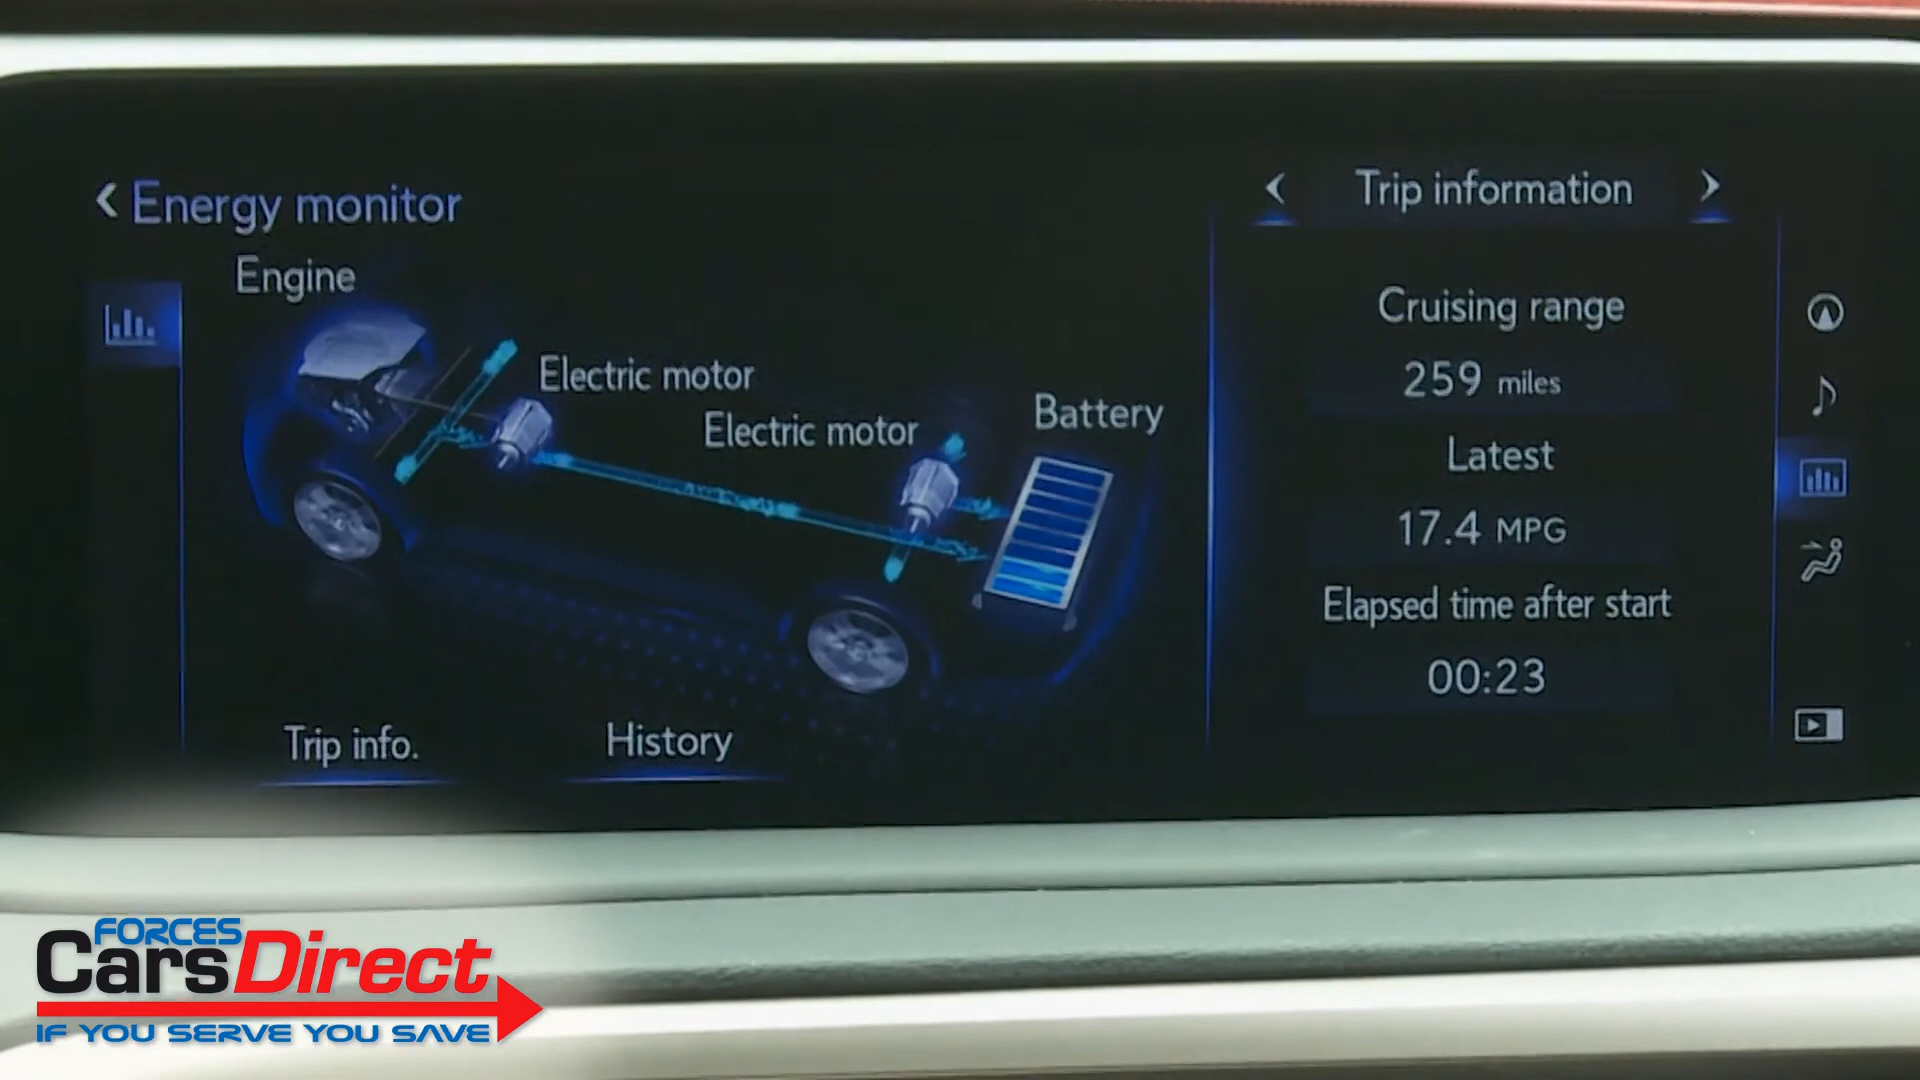 Energy monitor
Engine
Electric motor
Electric motor
Battery
Trip info.
History
Trip information
Cruising range
259 miles
Latest
17.4 MPG
Elapsed time after start
00:23
FORCES
CarsDirect
IF YOU SERVE YOU SAVE